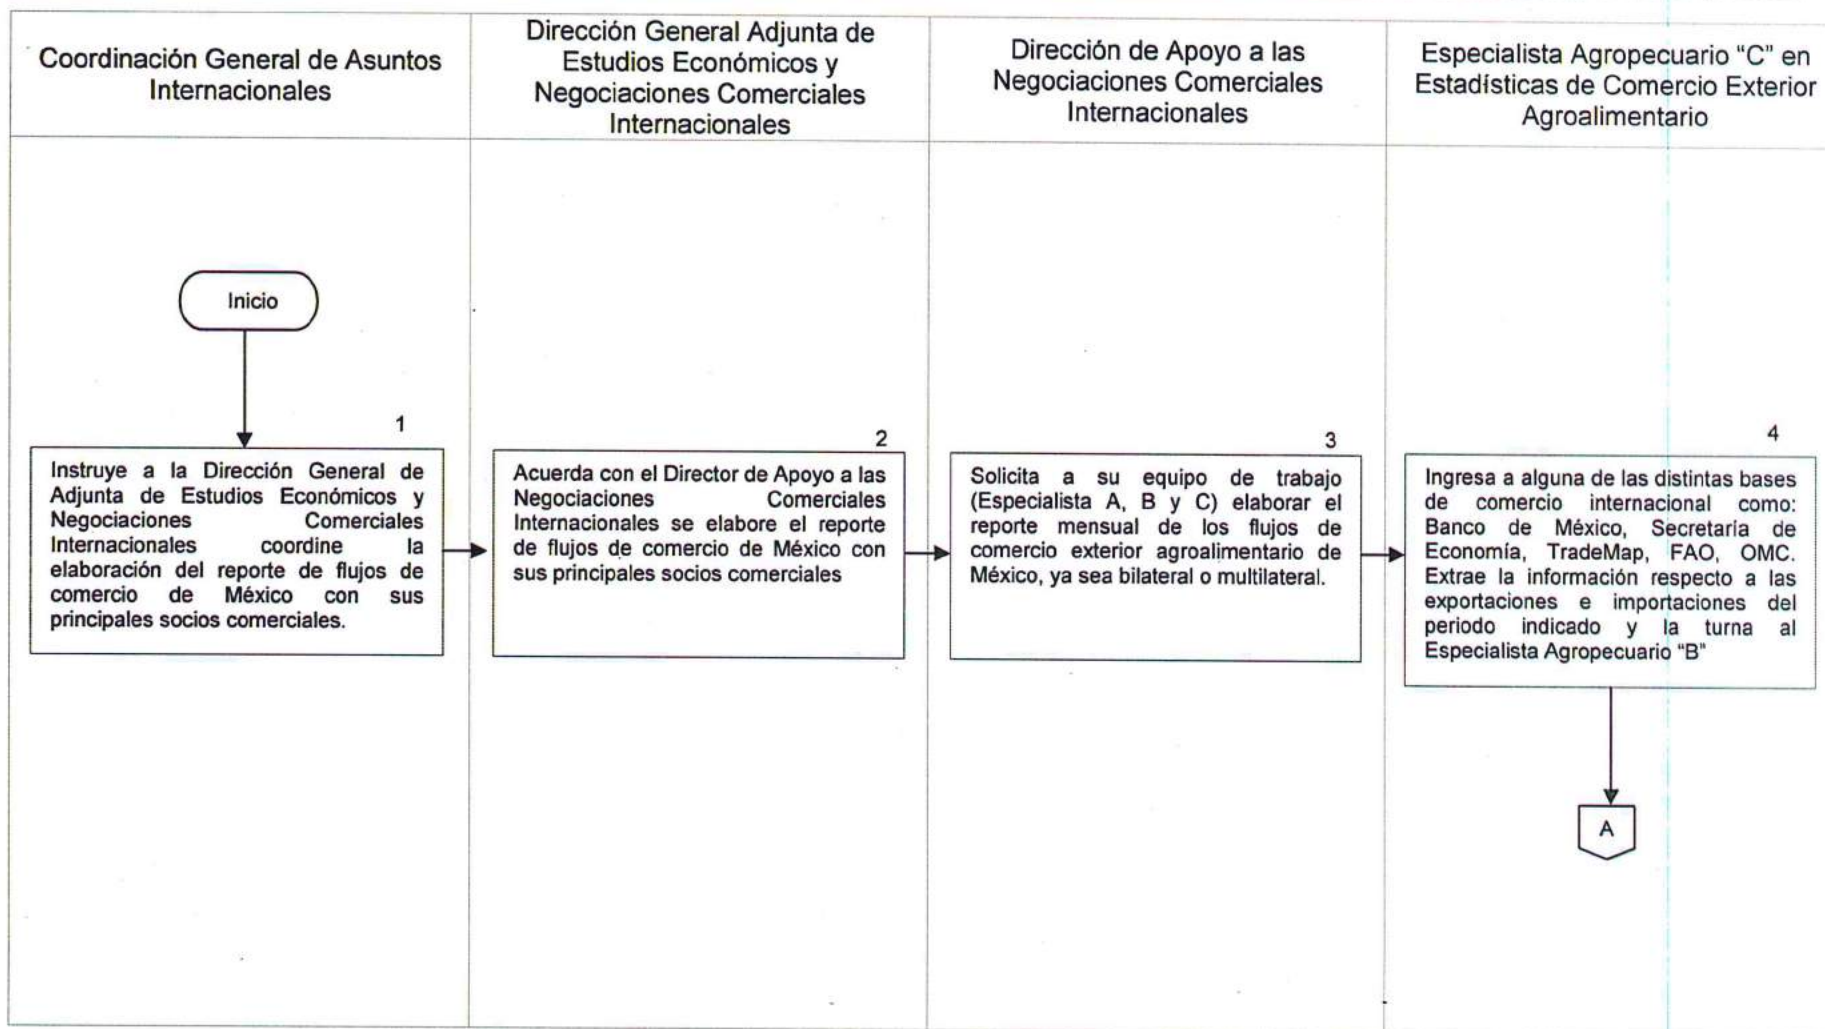 Coordinación General de Asuntos
Internacionales
Dirección General Adjunta de
Estudios Económicos y
Negociaciones Comerciales
Internacionales
Dirección de Apoyo a las
Negociaciones Comerciales
Internacionales
Especialista Agropecuario “C” en
Estadísticas de Comercio Exterior
Agroalimentario
Inicio
1
Instruye a la Dirección General de
Adjunta de Estudios Económicos y
Negociaciones Comerciales
Internacionales coordine la
elaboración del reporte de flujos de
comercio de México con sus
principales socios comerciales.
2
Acuerda con el Director de Apoyo a las
Negociaciones Comerciales
Internacionales se elabore el reporte
de flujos de comercio de México con
sus principales socios comerciales
3
Solicita a su equipo de trabajo
(Especialista A, B y C) elaborar el
reporte mensual de los flujos de
comercio exterior agroalimentario de
México, ya sea bilateral o multilateral.
4
Ingresa a alguna de las distintas bases
de comercio internacional como:
Banco de México, Secretaría de
Economía, TradeMap, FAO, OMC.
Extrae la información respecto a las
exportaciones e importaciones del
periodo indicado y la turna al
Especialista Agropecuario “B”
A